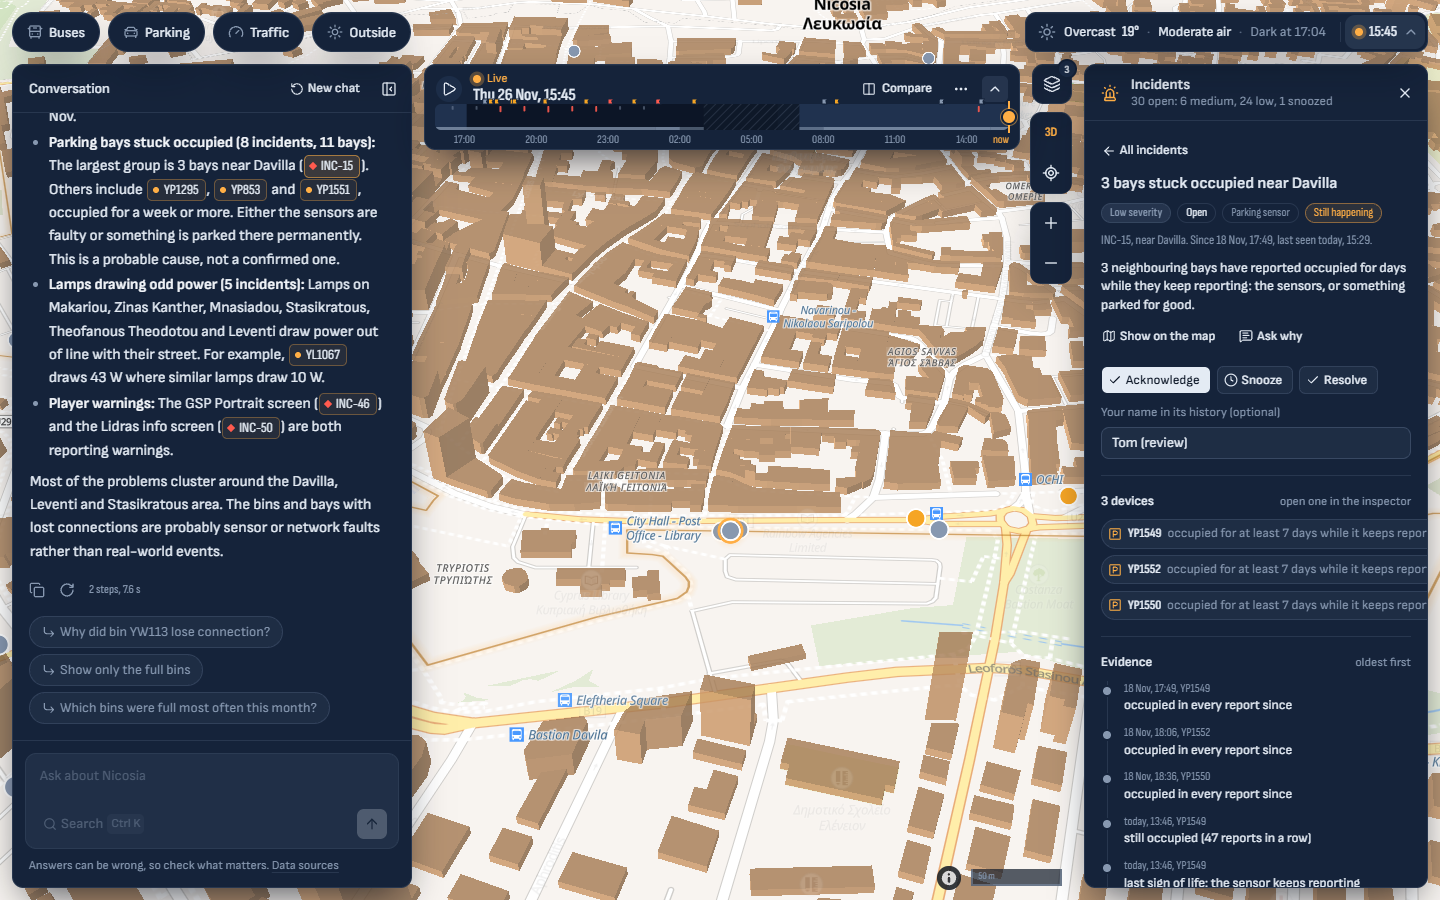 Buses
Parking
Traffic
Outside
Nicosia
Λευκωσία
Overcast 19° · Moderate air · Dark at 17:04
15:45
Conversation
New chat
Nov.
Parking bays stuck occupied (8 incidents, 11 bays):
The largest group is 3 bays near Davilla ( INC-15 ).
Others include YP1295 , YP853 and YP1551 ,
occupied for a week or more. Either the sensors are
faulty or something is parked there permanently.
This is a probable cause, not a confirmed one.
Lamps drawing odd power (5 incidents): Lamps on
Makariou, Zinas Kanther, Mnasiadou, Stasikratous,
Theofanous Theodotou and Leventi draw power out
of line with their street. For example, YL1067
draws 43 W where similar lamps draw 10 W.
Player warnings: The GSP Portrait screen ( INC-46 )
and the Lidras info screen ( INC-50 ) are both
reporting warnings.
Most of the problems cluster around the Davilla,
Leventi and Stasikratous area. The bins and bays with
lost connections are probably sensor or network faults
rather than real-world events.
2 steps, 7.6 s
Why did bin YW113 lose connection?
Show only the full bins
Which bins were full most often this month?
Ask about Nicosia
Search Ctrl K
Answers can be wrong, so check what matters. Data sources
Live
Thu 26 Nov, 15:45
Compare
17:00 20:00 23:00 02:00 05:00 08:00 11:00 14:00 now
3
3D
Navarinou -
Nikolaou Saripolou
AGIOS SAVVAS
ΆΓΙΟΣ ΣΆΒΒΑΣ
LAIKI GEITONIA
ΛΑΪΚΉ ΓΕΙΤΟΝΙΆ
OCHI
City Hall - Post
Office - Library
TRYPIOTIS
ΤΡΥΠΙΏΤΗΣ
Eleftheria Square
Bastion Davila
Leoforos Stasinou
Δημοτικό Σχολείο
Ελένειον
50 m
Incidents
30 open: 6 medium, 24 low, 1 snoozed
All incidents
3 bays stuck occupied near Davilla
Low severity
Open
Parking sensor
Still happening
INC-15, near Davilla. Since 18 Nov, 17:49, last seen today, 15:29.
3 neighbouring bays have reported occupied for days
while they keep reporting: the sensors, or something
parked for good.
Show on the map
Ask why
Acknowledge
Snooze
Resolve
Your name in its history (optional)
Tom (review)
3 devices
open one in the inspector
YP1549 occupied for at least 7 days while it keeps repor
YP1552 occupied for at least 7 days while it keeps repor
YP1550 occupied for at least 7 days while it keeps repor
Evidence
oldest first
18 Nov, 17:49, YP1549
occupied in every report since
18 Nov, 18:06, YP1552
occupied in every report since
18 Nov, 18:36, YP1550
occupied in every report since
today, 13:46, YP1549
still occupied (47 reports in a row)
today, 13:46, YP1549
last sign of life: the sensor keeps reporting